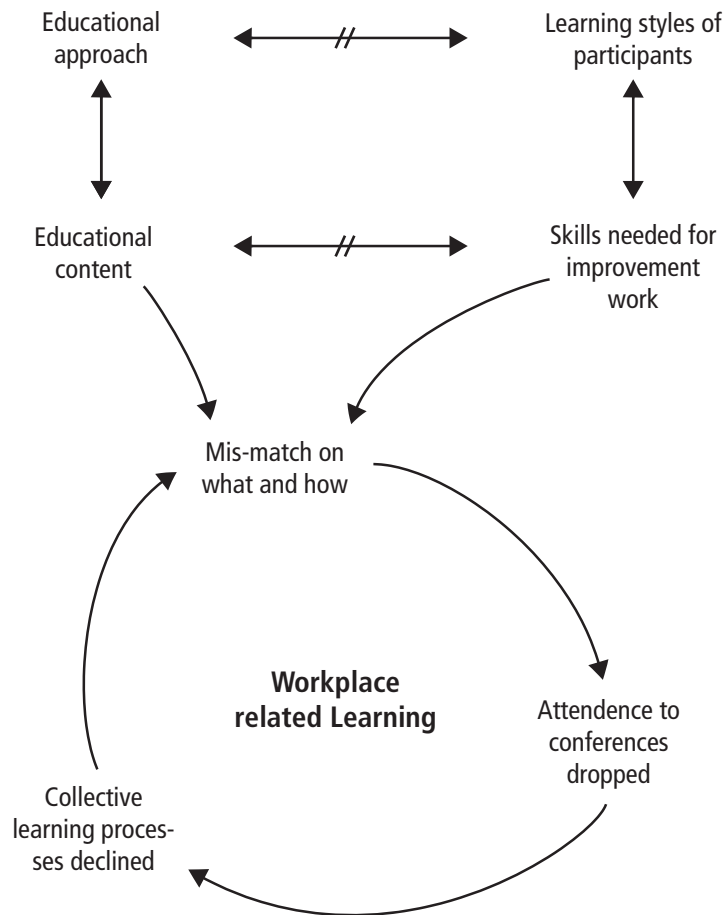 Educational
approach
Learning styles of
participants
Educational
content
Skills needed for
improvement
work
Mis-match on
what and how
Workplace
related Learning
Attendence to
conferences
dropped
Collective
learning proces-
ses declined